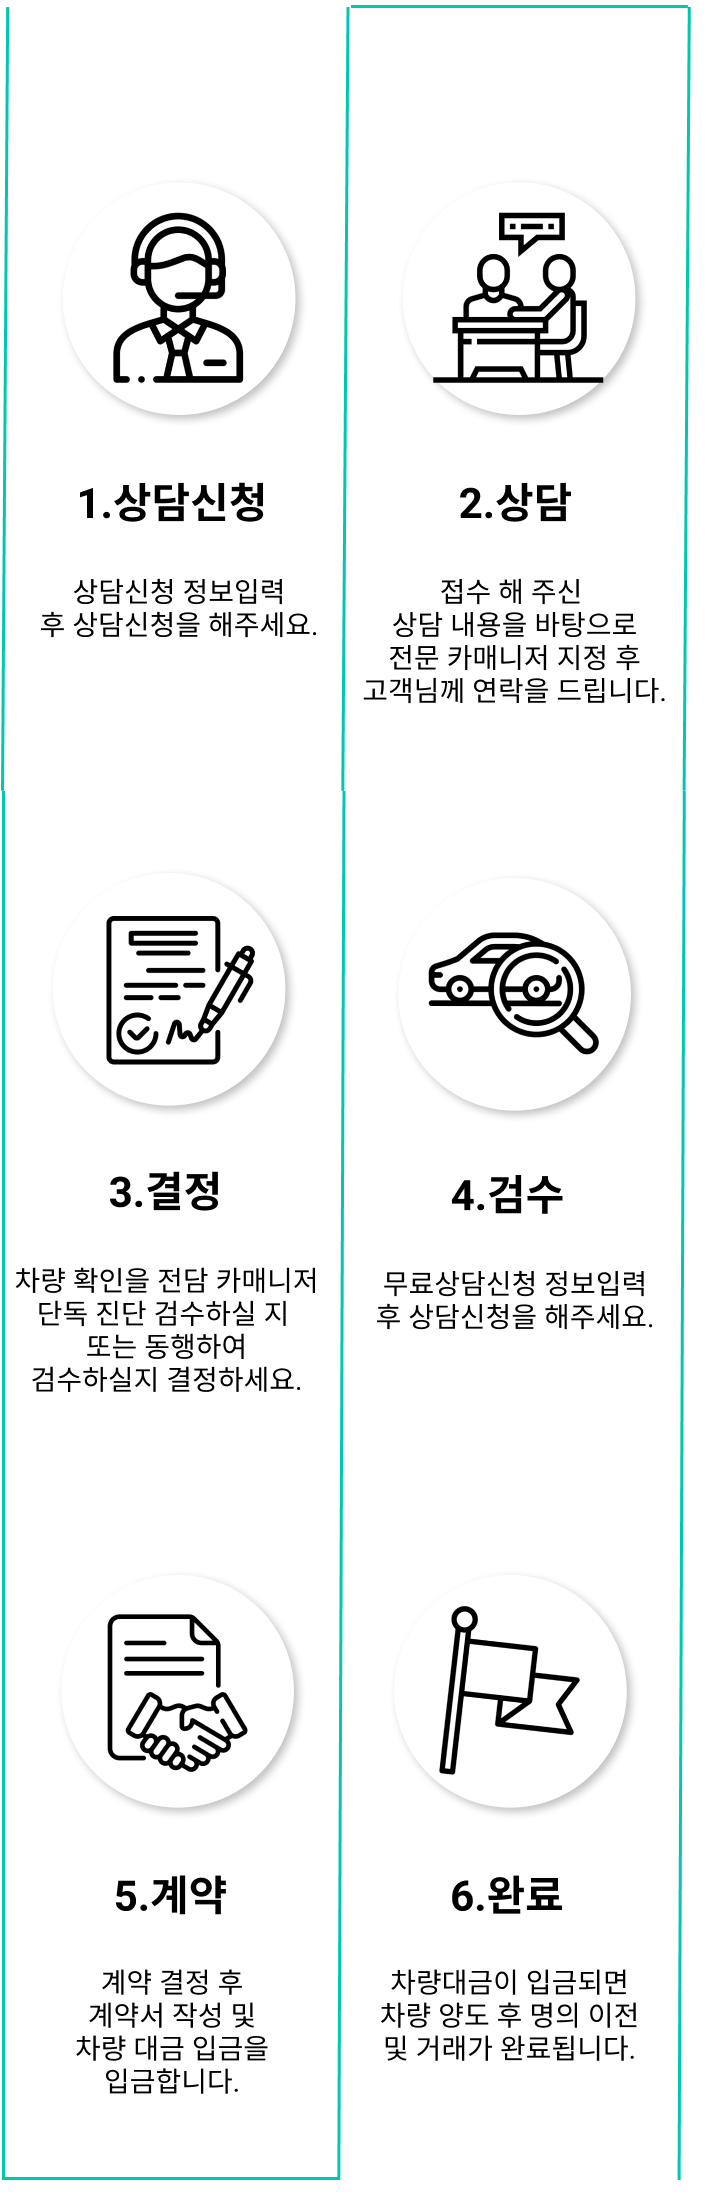 1.상담신청
상담신청 정보입력
후 상담신청을 해주세요.
2.상담
접수 해 주신
상담 내용을 바탕으로
전문 카매니저 지정 후
고객님께 연락을 드립니다.
3.결정
차량 확인을 전담 카매니저
단독 진단 검수하실 지
또는 동행하여
검수하실지 결정하세요.
4.검수
무료상담신청 정보입력
후 상담신청을 해주세요.
5.계약
계약 결정 후
계약서 작성 및
차량 대금 입금을
입금합니다.
6.완료
차량대금이 입금되면
차량 양도 후 명의 이전
및 거래가 완료됩니다.